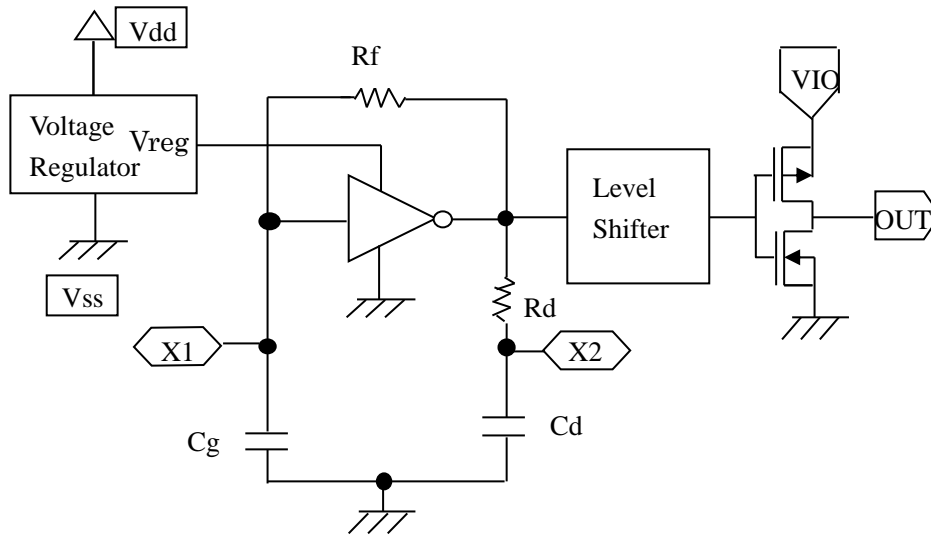 Vdd
Rf
VIO
Voltage
Vreg
Regulator
Level
Shifter
OUT
Vss
Rd
X1
X2
Cg
Cd